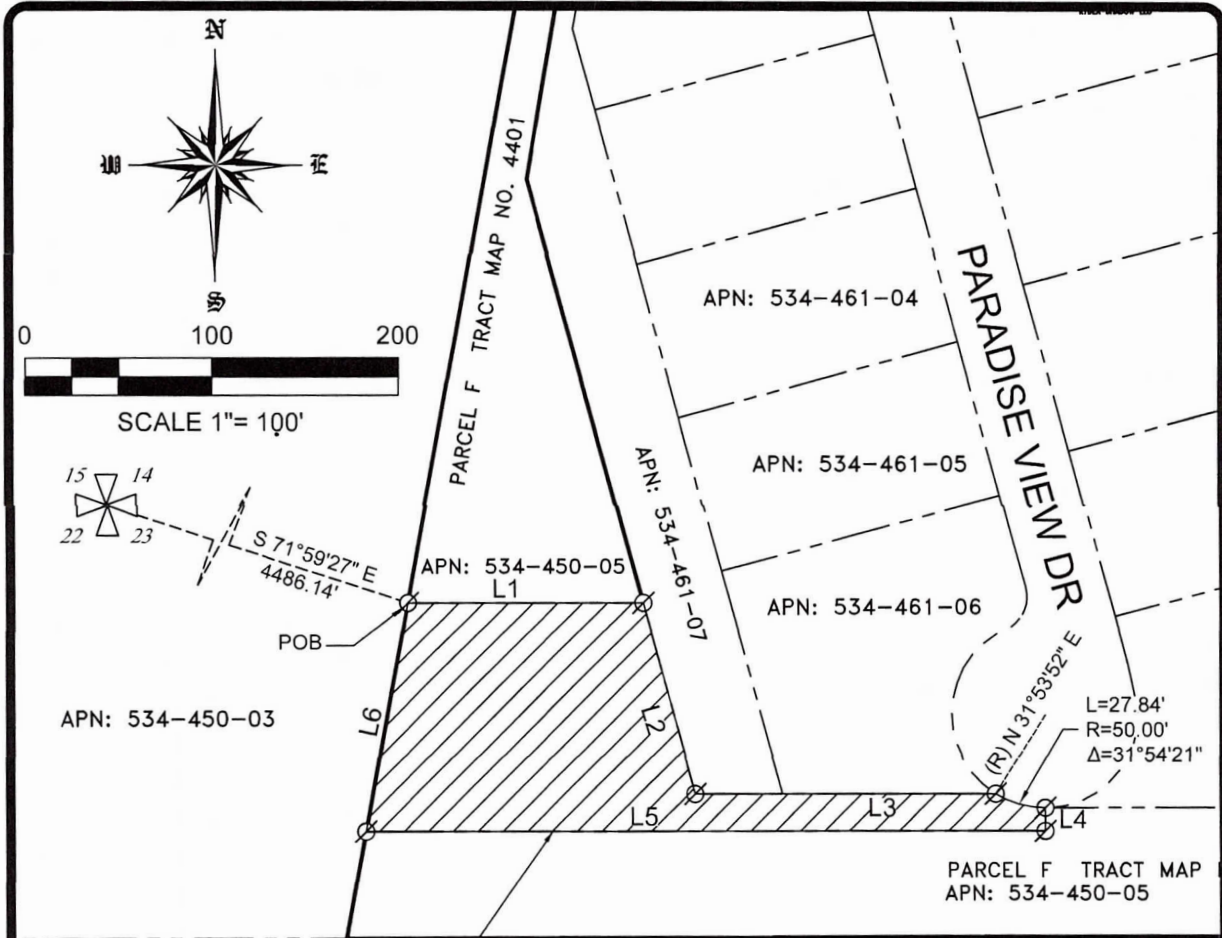 N
W
E
S
0 100 200
SCALE 1"= 100'
PARCEL F TRACT MAP NO. 4401
APN: 534-461-04
PARADISE VIEW DR
APN: 534-461-05
15 14
22 23
S 71°59'27" E
4486.14'
APN: 534-450-05
L1
APN: 534-461-07
APN: 534-461-06
POB
(R) N 31°53'52" E
APN: 534-450-03
L6
L2
L=27.84'
R=50.00'
Δ=31°54'21"
L3
L5
L4
PARCEL F TRACT MAP
APN: 534-450-05